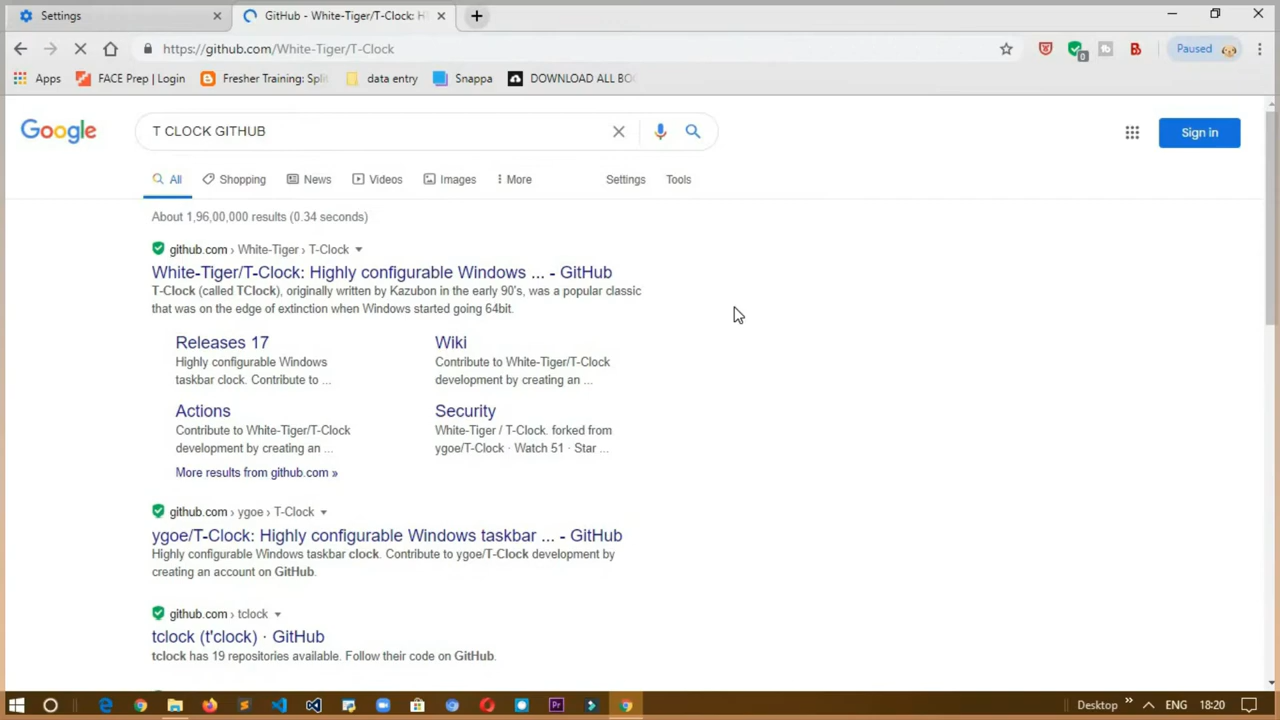 Settings
GitHub - White-Tiger/T-Clock: H
https://github.com/White-Tiger/T-Clock
0
Paused
Apps
FACE Prep | Login
Fresher Training: Split
data entry
Snappa
DOWNLOAD ALL BO
Google
T CLOCK GITHUB
Sign in
All
Shopping
News
Videos
Images
More
Settings
Tools
About 1,96,00,000 results (0.34 seconds)
github.com › White-Tiger › T-Clock
White-Tiger/T-Clock: Highly configurable Windows ... - GitHub
T-Clock (called TClock), originally written by Kazubon in the early 90's, was a popular classic
that was on the edge of extinction when Windows started going 64bit.
Releases 17
Highly configurable Windows
taskbar clock. Contribute to ...
Wiki
Contribute to White-Tiger/T-Clock
development by creating an ...
Actions
Contribute to White-Tiger/T-Clock
development by creating an ...
Security
White-Tiger / T-Clock. forked from
ygoe/T-Clock · Watch 51 · Star ...
More results from github.com »
github.com › ygoe › T-Clock
ygoe/T-Clock: Highly configurable Windows taskbar ... - GitHub
Highly configurable Windows taskbar clock. Contribute to ygoe/T-Clock development by
creating an account on GitHub.
github.com › tclock
tclock (t'clock) · GitHub
tclock has 19 repositories available. Follow their code on GitHub.
Pr
Desktop
ENG
18:20